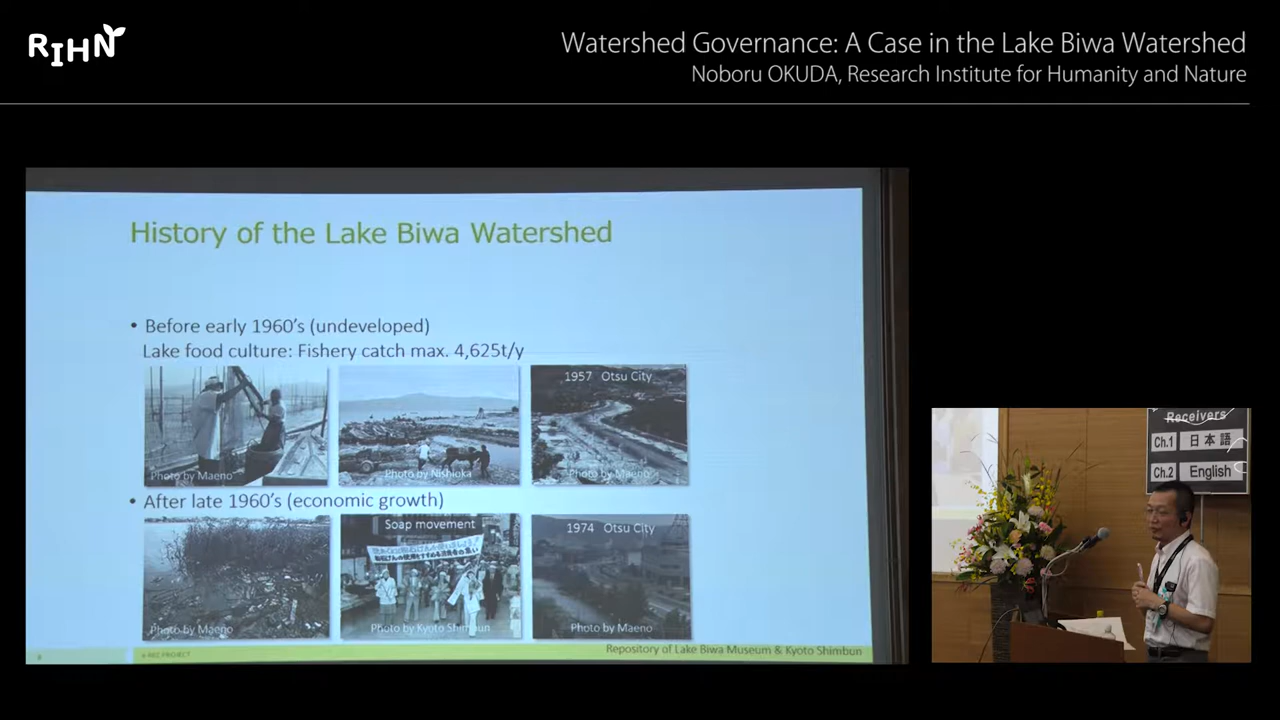 RIHN
Watershed Governance: A Case in the Lake Biwa Watershed
Noboru OKUDA, Research Institute for Humanity and Nature
History of the Lake Biwa Watershed
• Before early 1960's (undeveloped)
Lake food culture: Fishery catch max. 4,625t/y
1957 Otsu City
Photo by Maeno
Photo by Nishioka
Photo by Maeno
• After late 1960's (economic growth)
Soap movement
1974 Otsu City
Photo by Maeno
Photo by Kyoto Shimbun
Photo by Maeno
Repository of Lake Biwa Museum & Kyoto Shimbun
Receivers
Ch.1 日本語
Ch.2 English